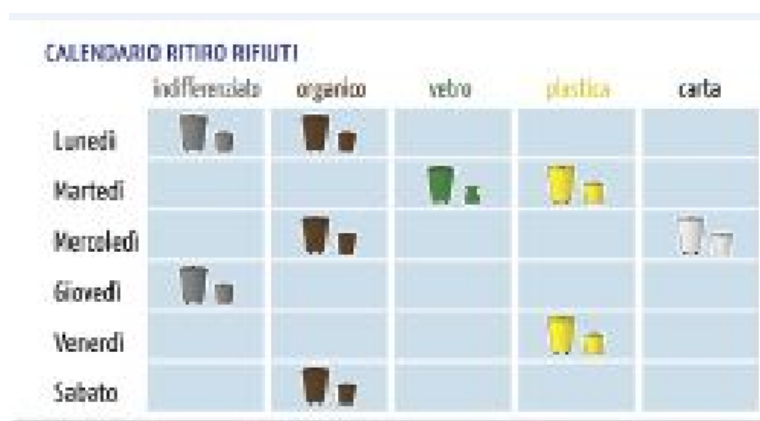 CALENDARIO RITIRO RIFIUTI
indifferenziato organico vetro plastica carta
Lunedì
Martedì
Mercoledì
Giovedì
Venerdì
Sabato